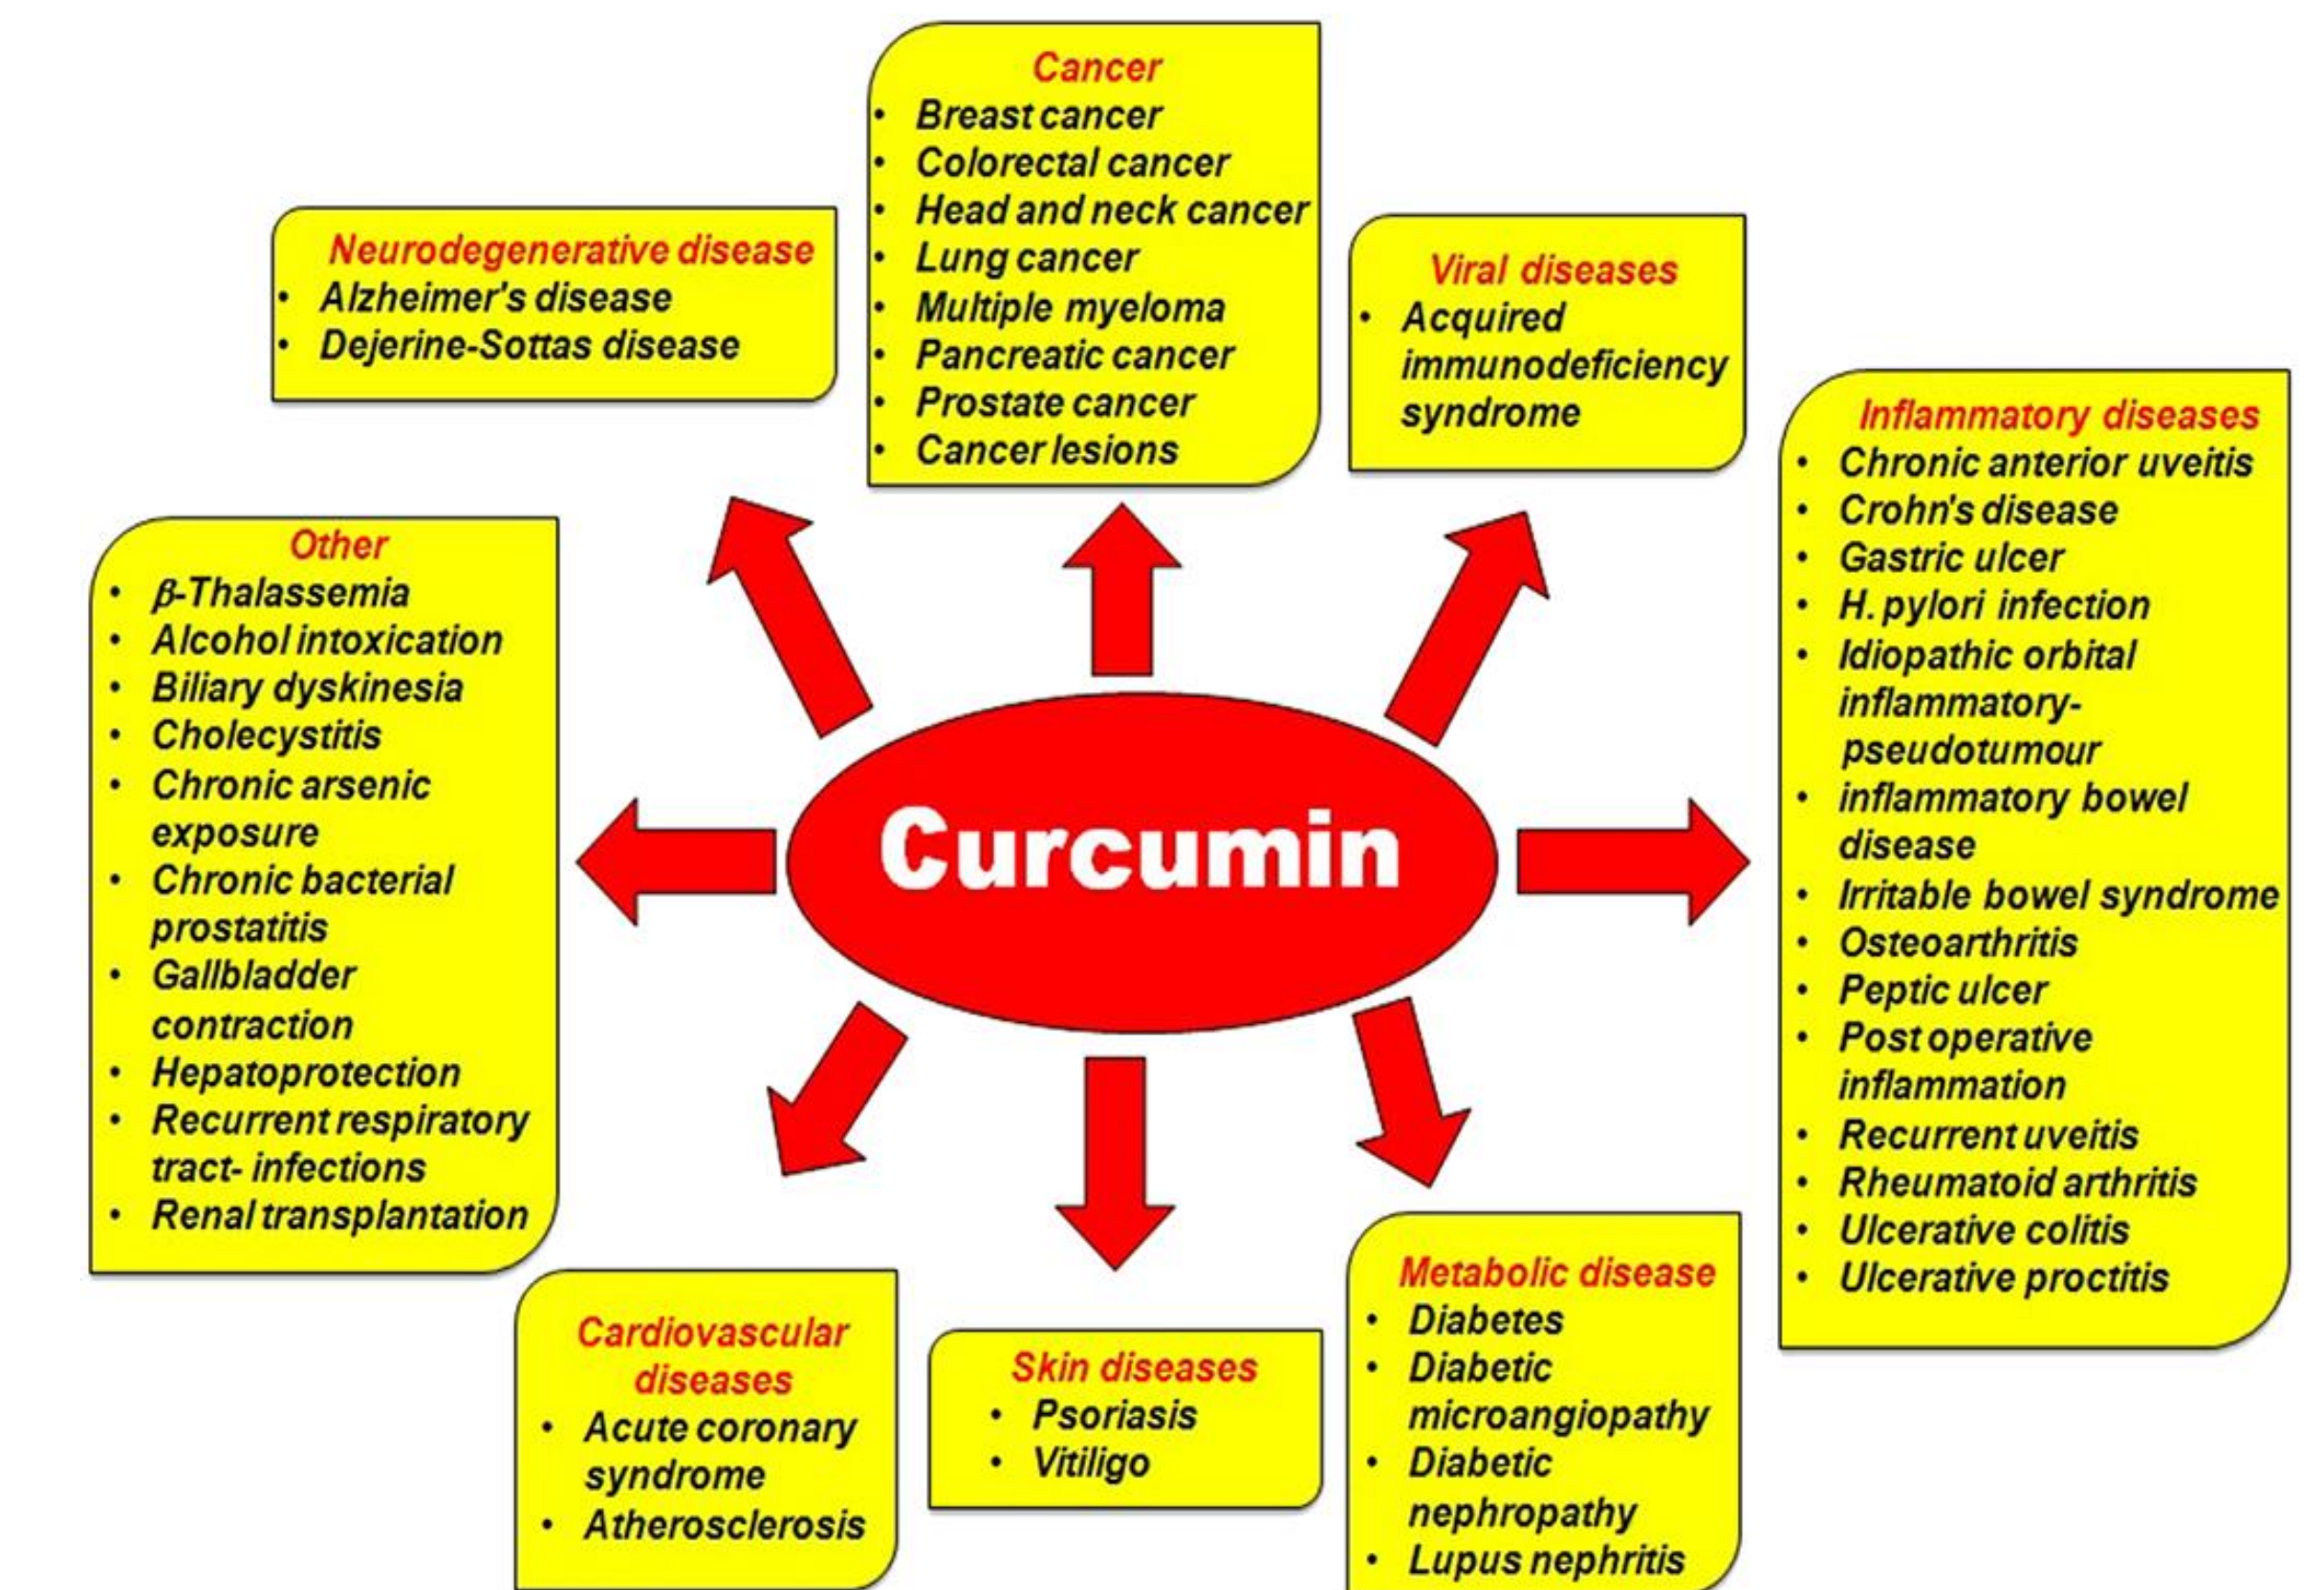 Cancer
• Breast cancer
• Colorectal cancer
• Head and neck cancer
• Lung cancer
• Multiple myeloma
• Pancreatic cancer
• Prostate cancer
• Cancer lesions
Neurodegenerative disease
• Alzheimer's disease
• Dejerine-Sottas disease
Viral diseases
• Acquired
immunodeficiency
syndrome
Inflammatory diseases
• Chronic anterior uveitis
• Crohn's disease
• Gastric ulcer
• H. pylori infection
• Idiopathic orbital
inflammatory-
pseudotumour
• inflammatory bowel
disease
• Irritable bowel syndrome
• Osteoarthritis
• Peptic ulcer
• Post operative
inflammation
• Recurrent uveitis
• Rheumatoid arthritis
• Ulcerative colitis
• Ulcerative proctitis
Other
• β-Thalassemia
• Alcohol intoxication
• Biliary dyskinesia
• Cholecystitis
• Chronic arsenic
exposure
• Chronic bacterial
prostatitis
• Gallbladder
contraction
• Hepatoprotection
• Recurrent respiratory
tract- infections
• Renal transplantation
Curcumin
Cardiovascular
diseases
• Acute coronary
syndrome
• Atherosclerosis
Skin diseases
• Psoriasis
• Vitiligo
Metabolic disease
• Diabetes
• Diabetic
microangiopathy
• Diabetic
nephropathy
• Lupus nephritis